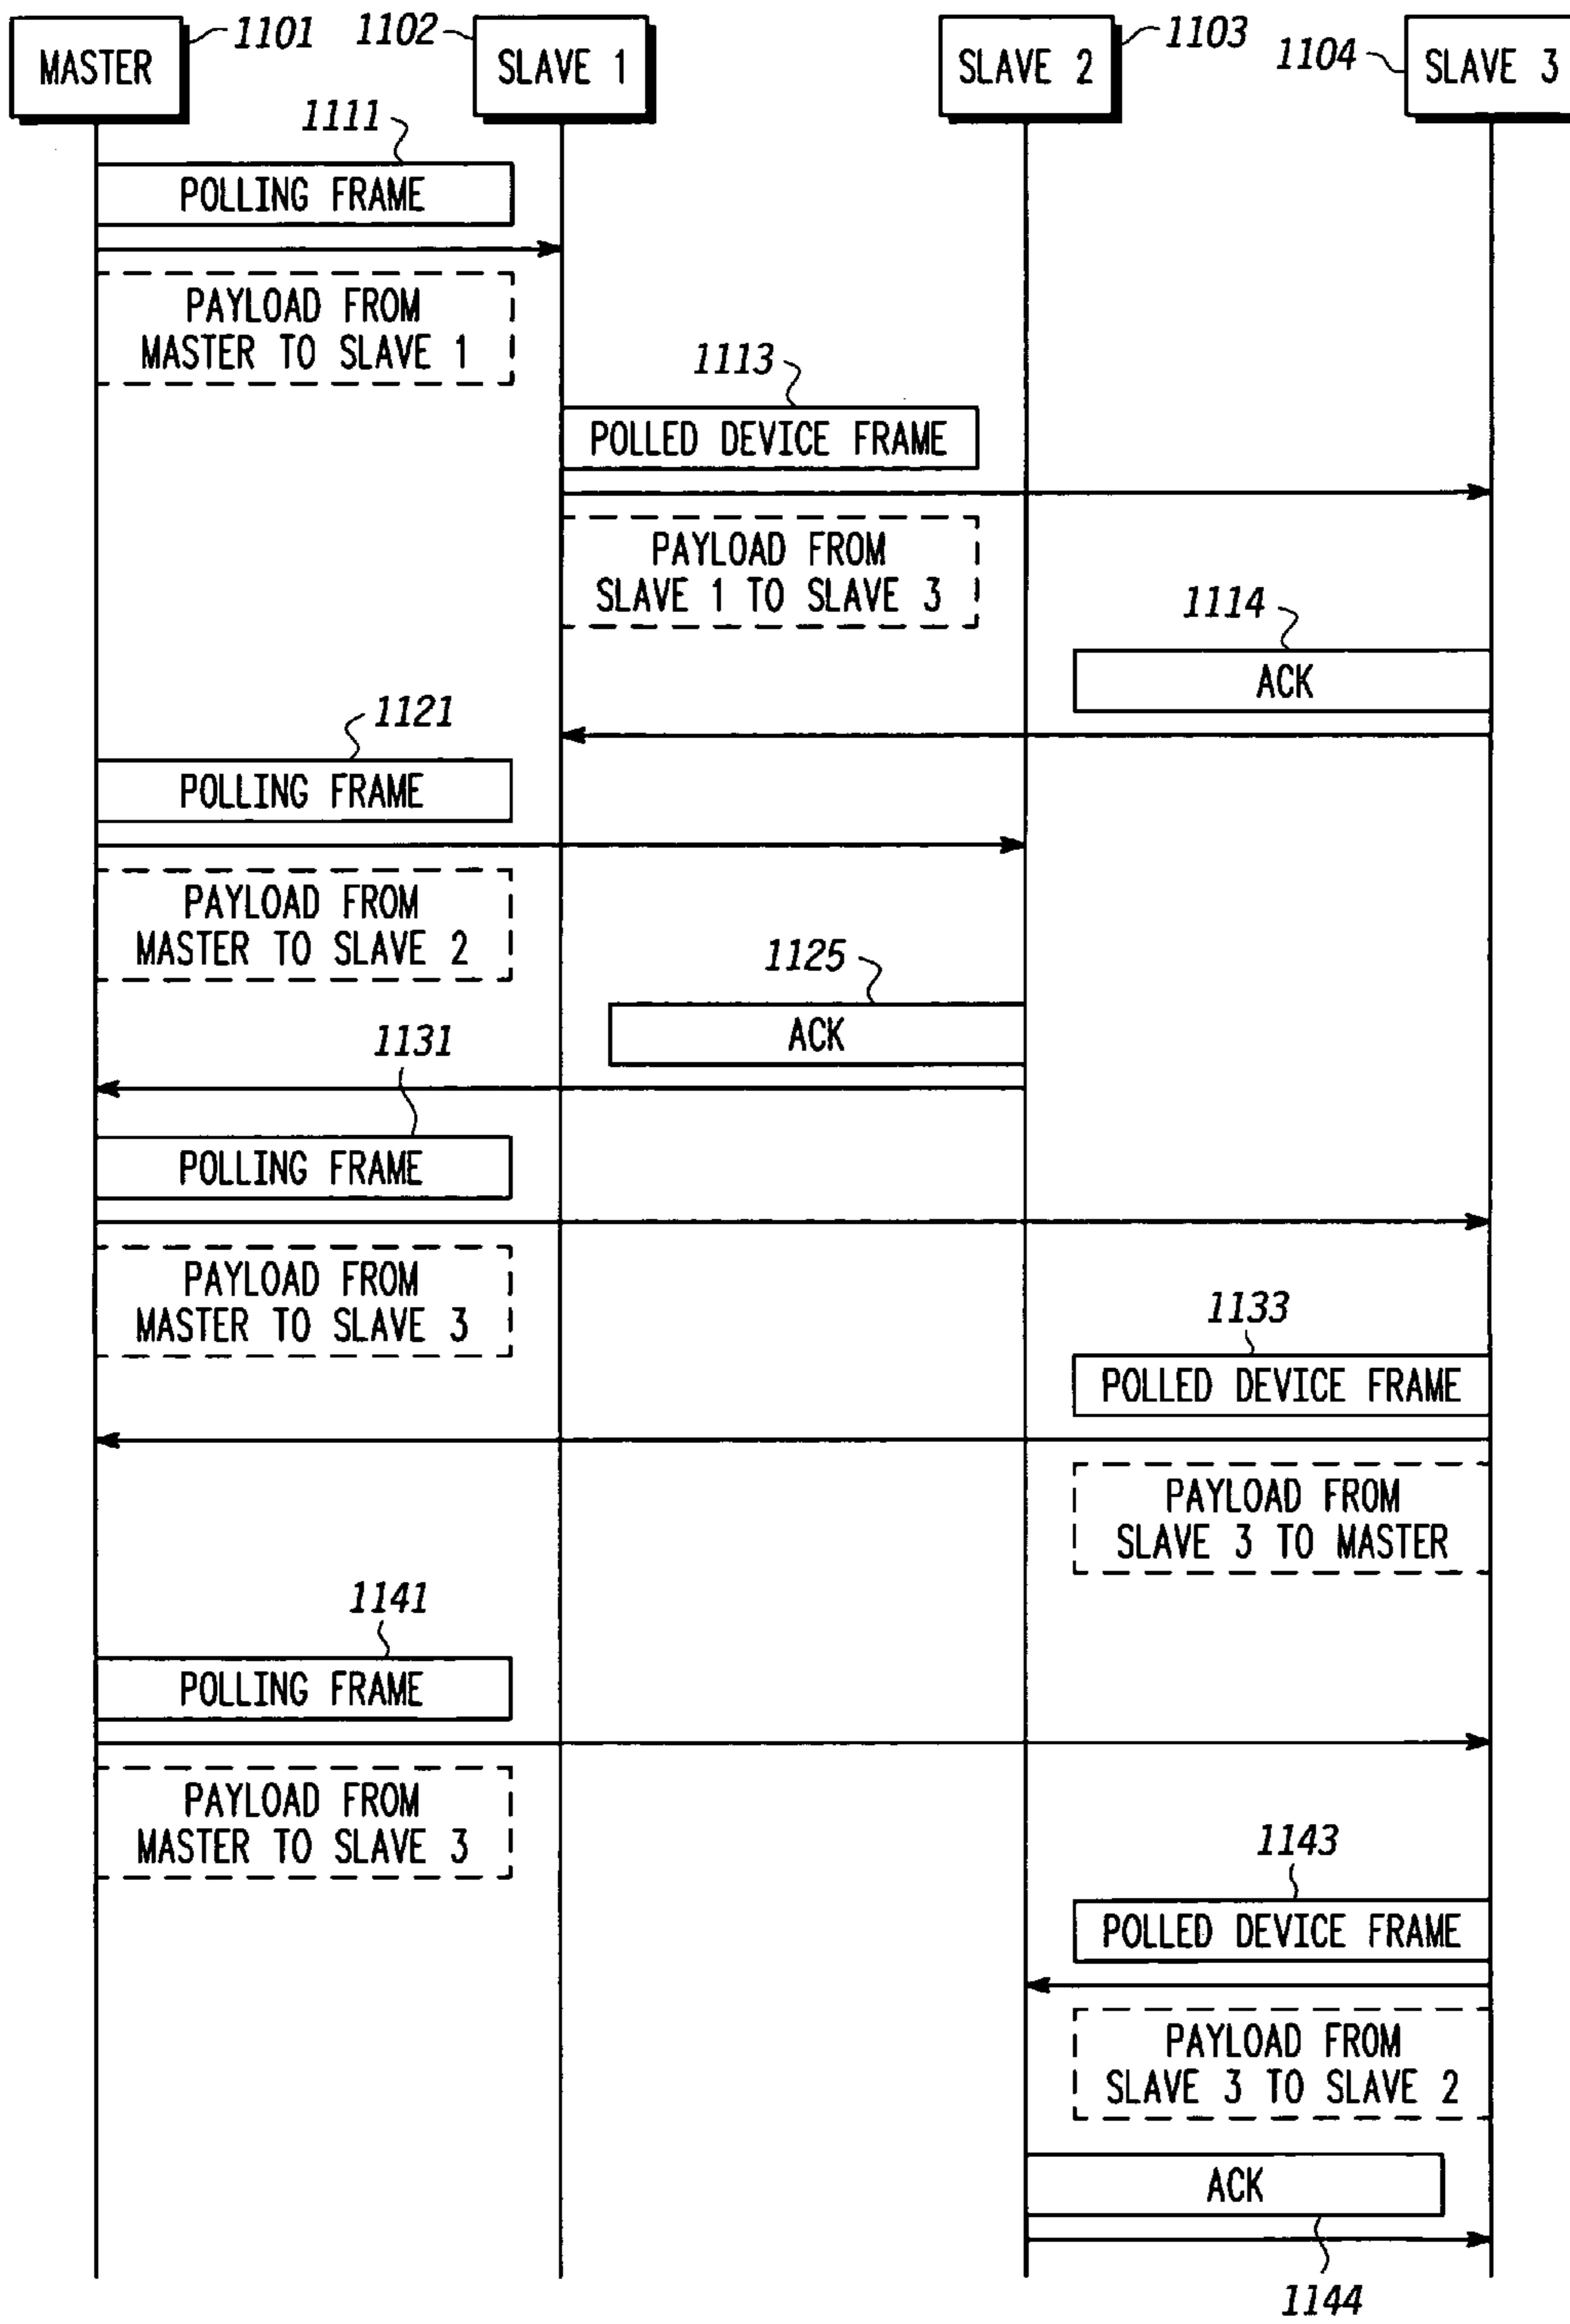 1101
1102
1103
1104
MASTER
SLAVE 1
SLAVE 2
SLAVE 3
1111
POLLING FRAME
PAYLOAD FROM
MASTER TO SLAVE 1
1113
POLLED DEVICE FRAME
PAYLOAD FROM
SLAVE 1 TO SLAVE 3
1114
ACK
1121
POLLING FRAME
PAYLOAD FROM
MASTER TO SLAVE 2
1125
ACK
1131
POLLING FRAME
PAYLOAD FROM
MASTER TO SLAVE 3
1133
POLLED DEVICE FRAME
PAYLOAD FROM
SLAVE 3 TO MASTER
1141
POLLING FRAME
PAYLOAD FROM
MASTER TO SLAVE 3
1143
POLLED DEVICE FRAME
PAYLOAD FROM
SLAVE 3 TO SLAVE 2
ACK
1144